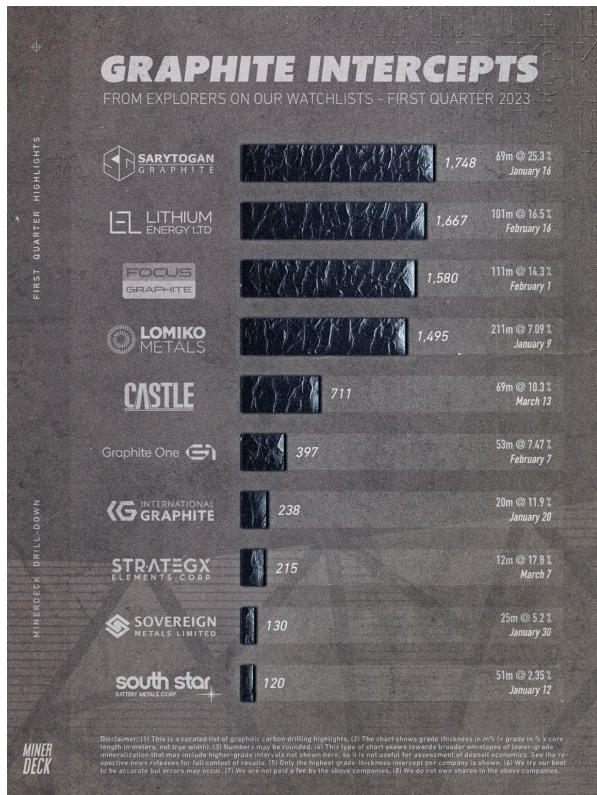 GRAPHITE INTERCEPTS
FROM EXPLORERS ON OUR WATCHLISTS - FIRST QUARTER 2023
FIRST QUARTER HIGHLIGHTS
SARYTOGAN
GRAPHITE
1,748
69m @ 25.3 %
January 16
LITHIUM
ENERGY LTD
1,667
101m @ 16.5 %
February 16
FOCUS
GRAPHITE
1,580
111m @ 14.3 %
February 1
LOMIKO
METALS
1,495
211m @ 7.09 %
January 9
CASTLE
711
69m @ 10.3 %
March 13
Graphite One
397
53m @ 7.47 %
February 7
INTERNATIONAL
GRAPHITE
238
20m @ 11.9 %
January 20
STRATEGX
ELEMENTS CORP
215
12m @ 17.8 %
March 7
SOVEREIGN
METALS LIMITED
130
25m @ 5.2 %
January 30
south star
BATTERY METALS CORP
120
51m @ 2.35 %
January 12
MINERDECK DRILL-DOWN
MINER
DECK
Disclaimer: (1) This is a curated list of graphitic carbon drilling highlights. (2) The chart shows grade thickness in m% (= grade in % x core
length in meters, not true width). (3) Numbers may be rounded. (4) This type of chart skews towards broader envelopes of lower-grade
mineralization that may include higher-grade intervals not shown here, so it is not useful for assessment of deposit economics. See the re-
spective news releases for full context of results. (5) Only the highest grade-thickness intercept per company is shown. (6) We try our best
to be accurate but errors may occur. (7) We are not paid a fee by the above companies. (8) We do not own shares in the above companies.